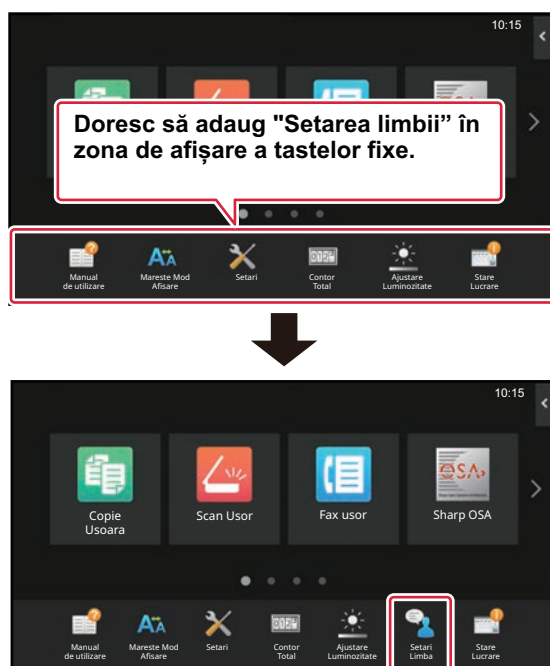 10:15
Doresc să adaug "Setarea limbii” în
zona de afișare a tastelor fixe.
Manual
de utilizare
Mareste Mod
Afisare
Setari
Contor
Total
Ajustare
Luminozitate
Stare
Lucrare
10:15
Copie
Usoara
Scan Usor
Fax usor
Sharp OSA
Manual
de utilizare
Mareste Mod
Afisare
Setari
Contor
Total
Ajustare
Luminozitate
Setari
Limba
Stare
Lucrare